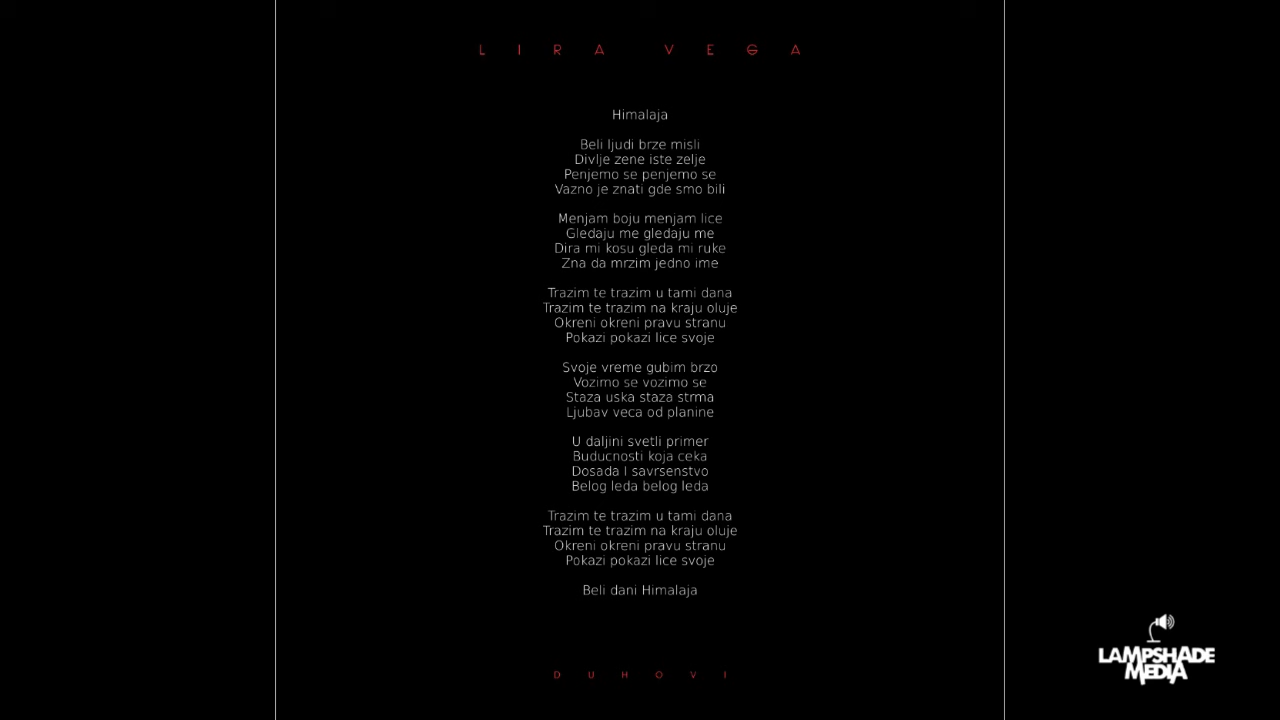 LIRA VEGA
Himalaja
Beli ljudi brze misli
Divlje zene iste zelje
Penjemo se penjemo se
Vazno je znati gde smo bili
Menjam boju menjam lice
Gledaju me gledaju me
Dira mi kosu gleda mi ruke
Zna da mrzim jedno ime
Trazim te trazim u tami dana
Trazim te trazim na kraju oluje
Okreni okreni pravu stranu
Pokazi pokazi lice svoje
Svoje vreme gubim brzo
Vozimo se vozimo se
Staza uska staza strma
Ljubav veca od planine
U daljini svetli primer
Buducnosti koja ceka
Dosada I savrsenstvo
Belog leda belog leda
Trazim te trazim u tami dana
Trazim te trazim na kraju oluje
Okreni okreni pravu stranu
Pokazi pokazi lice svoje
Beli dani Himalaja
DUHOVI
LAMPSHADE
MEDIA